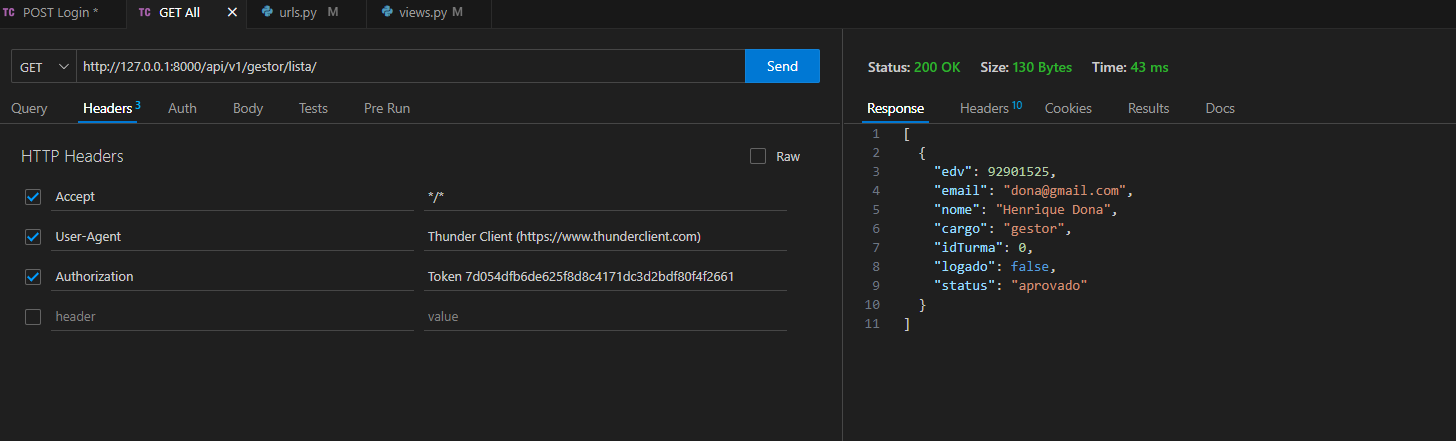 TC POST Login *
TC GET All ✕
urls.py M
views.py M
GET http://127.0.0.1:8000/api/v1/gestor/lista/ Send
Query Headers 3 Auth Body Tests Pre Run
HTTP Headers Raw
Accept */*
User-Agent Thunder Client (https://www.thunderclient.com)
Authorization Token 7d054dfb6de625f8d8c4171dc3d2bdf80f4f2661
header value
Status: 200 OK Size: 130 Bytes Time: 43 ms
Response Headers 10 Cookies Results Docs
1 [
2 {
3 "edv": 92901525,
4 "email": "dona@gmail.com",
5 "nome": "Henrique Dona",
6 "cargo": "gestor",
7 "idTurma": 0,
8 "logado": false,
9 "status": "aprovado"
10 }
11 ]